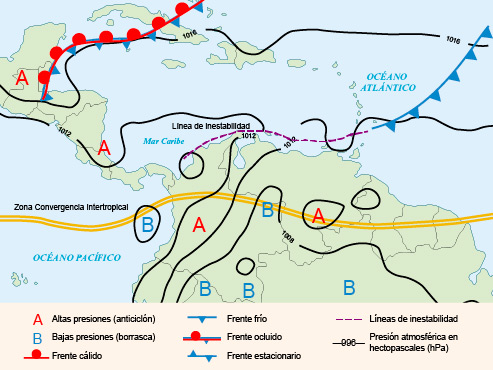 1016
1016
A
OCÉANO
ATLÁNTICO
Línea de inestabilidad
1012
1012
1012
Mar Caribe
A
Zona Convergencia Intertropical
B
A
B
A
1008
OCÉANO PACÍFICO
B
B
B
A Altas presiones (anticiclón)
Frente frío
Líneas de inestabilidad
B Bajas presiones (borrasca)
Frente ocluido
996 Presión atmosférica en
hectopascales (hPa)
Frente cálido
Frente estacionario